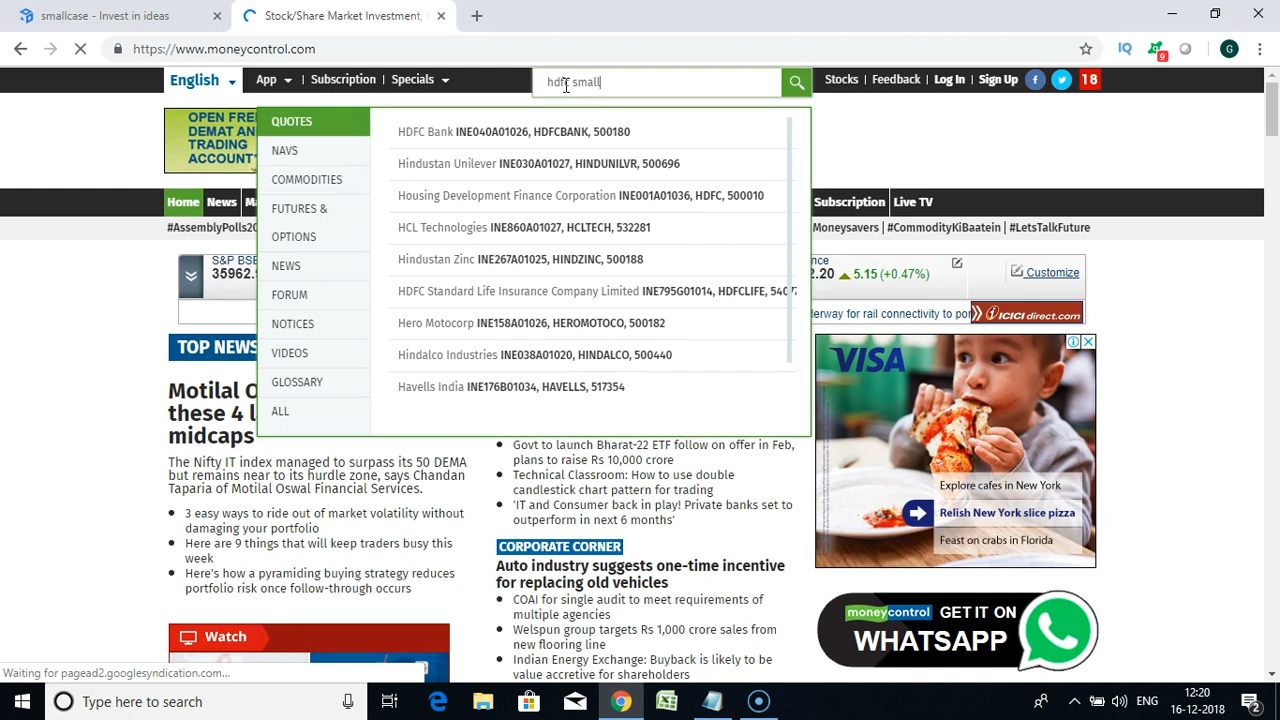 smallcase - Invest in ideas
Stock/Share Market Investment,
https://www.moneycontrol.com
IQ
9
G
English
App
Subscription
Specials
hdfc small
Stocks
Feedback
Log In
Sign Up
18
OPEN FREE
DEMAT AN
TRADING
ACCOUNT?
QUOTES
NAVS
COMMODITIES
FUTURES &
OPTIONS
NEWS
FORUM
NOTICES
VIDEOS
GLOSSARY
ALL
HDFC Bank INE040A01026, HDFCBANK, 500180
Hindustan Unilever INE030A01027, HINDUNILVR, 500696
Housing Development Finance Corporation INE001A01036, HDFC, 500010
HCL Technologies INE860A01027, HCLTECH, 532281
Hindustan Zinc INE267A01025, HINDZINC, 500188
HDFC Standard Life Insurance Company Limited INE795G01014, HDFCLIFE, 5407
Hero Motocorp INE158A01026, HEROMOTOCO, 500182
Hindalco Industries INE038A01020, HINDALCO, 500440
Havells India INE176B01034, HAVELLS, 517354
Home
News
Ma
Subscription
Live TV
#AssemblyPolls20
Moneysavers | #CommodityKiBaatein | #LetsTalkFuture
S&P BSE
35962.9
nce
2.20 5.15 (+0.47%)
Customize
derway for rail connectivity to por
ICICI direct.com
TOP NEWS
Motilal O
these 4 l
midcaps
The Nifty IT index managed to surpass its 50 DEMA
but remains near to its hurdle zone, says Chandan
Taparia of Motilal Oswal Financial Services.
3 easy ways to ride out of market volatility without
damaging your portfolio
Here are 9 things that will keep traders busy this
week
Here's how a pyramiding buying strategy reduces
portfolio risk once follow-through occurs
Watch
Govt to launch Bharat-22 ETF follow on offer in Feb,
plans to raise Rs 10,000 crore
Technical Classroom: How to use double
candlestick chart pattern for trading
'IT and Consumer back in play! Private banks set to
outperform in next 6 months'
CORPORATE CORNER
Auto industry suggests one-time incentive
for replacing old vehicles
COAI for single audit to meet requirements of
multiple agencies
Welspun group targets Rs 1,000 crore sales from
new flooring line
Indian Energy Exchange: Buyback is likely to be
value accretive for shareholders
VISA
Explore cafes in New York
Relish New York slice pizza
Feast on crabs in Florida
moneycontrol GET IT ON
WHATSAPP
Waiting for pagead2.googlesyndication.com...
Type here to search
ENG
12:20
16-12-2018
2